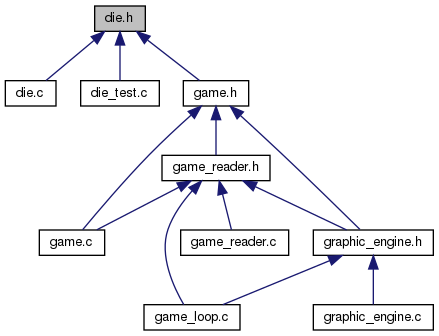 die.h
die.c
die_test.c
game.h
game_reader.h
game.c
game_reader.c
graphic_engine.h
game_loop.c
graphic_engine.c